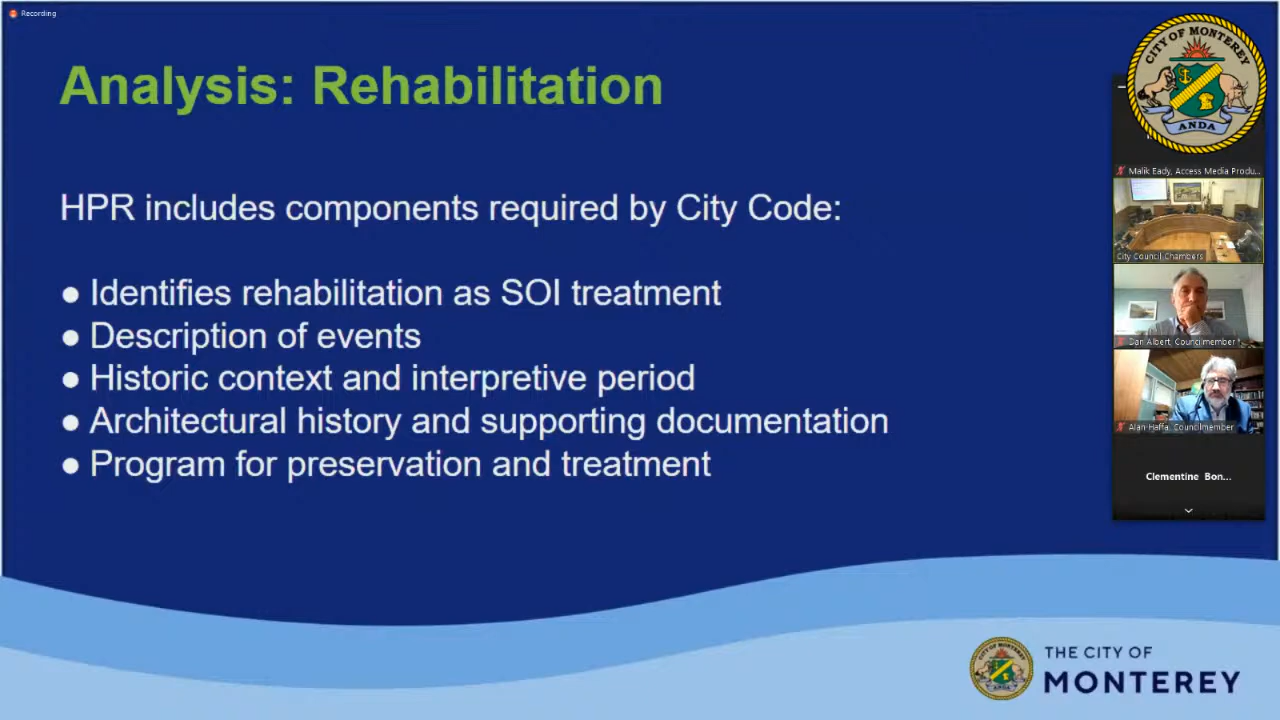 Recording
Analysis: Rehabilitation
HPR includes components required by City Code:
● Identifies rehabilitation as SOI treatment
● Description of events
● Historic context and interpretive period
● Architectural history and supporting documentation
● Program for preservation and treatment
CITY OF MONTEREY
ANDA
Malik Eady, Access Media Produ...
City Council Chambers
Dan Albert, Councilmember
Alan Haffa, Councilmember
Clementine Bon...
THE CITY OF
MONTEREY